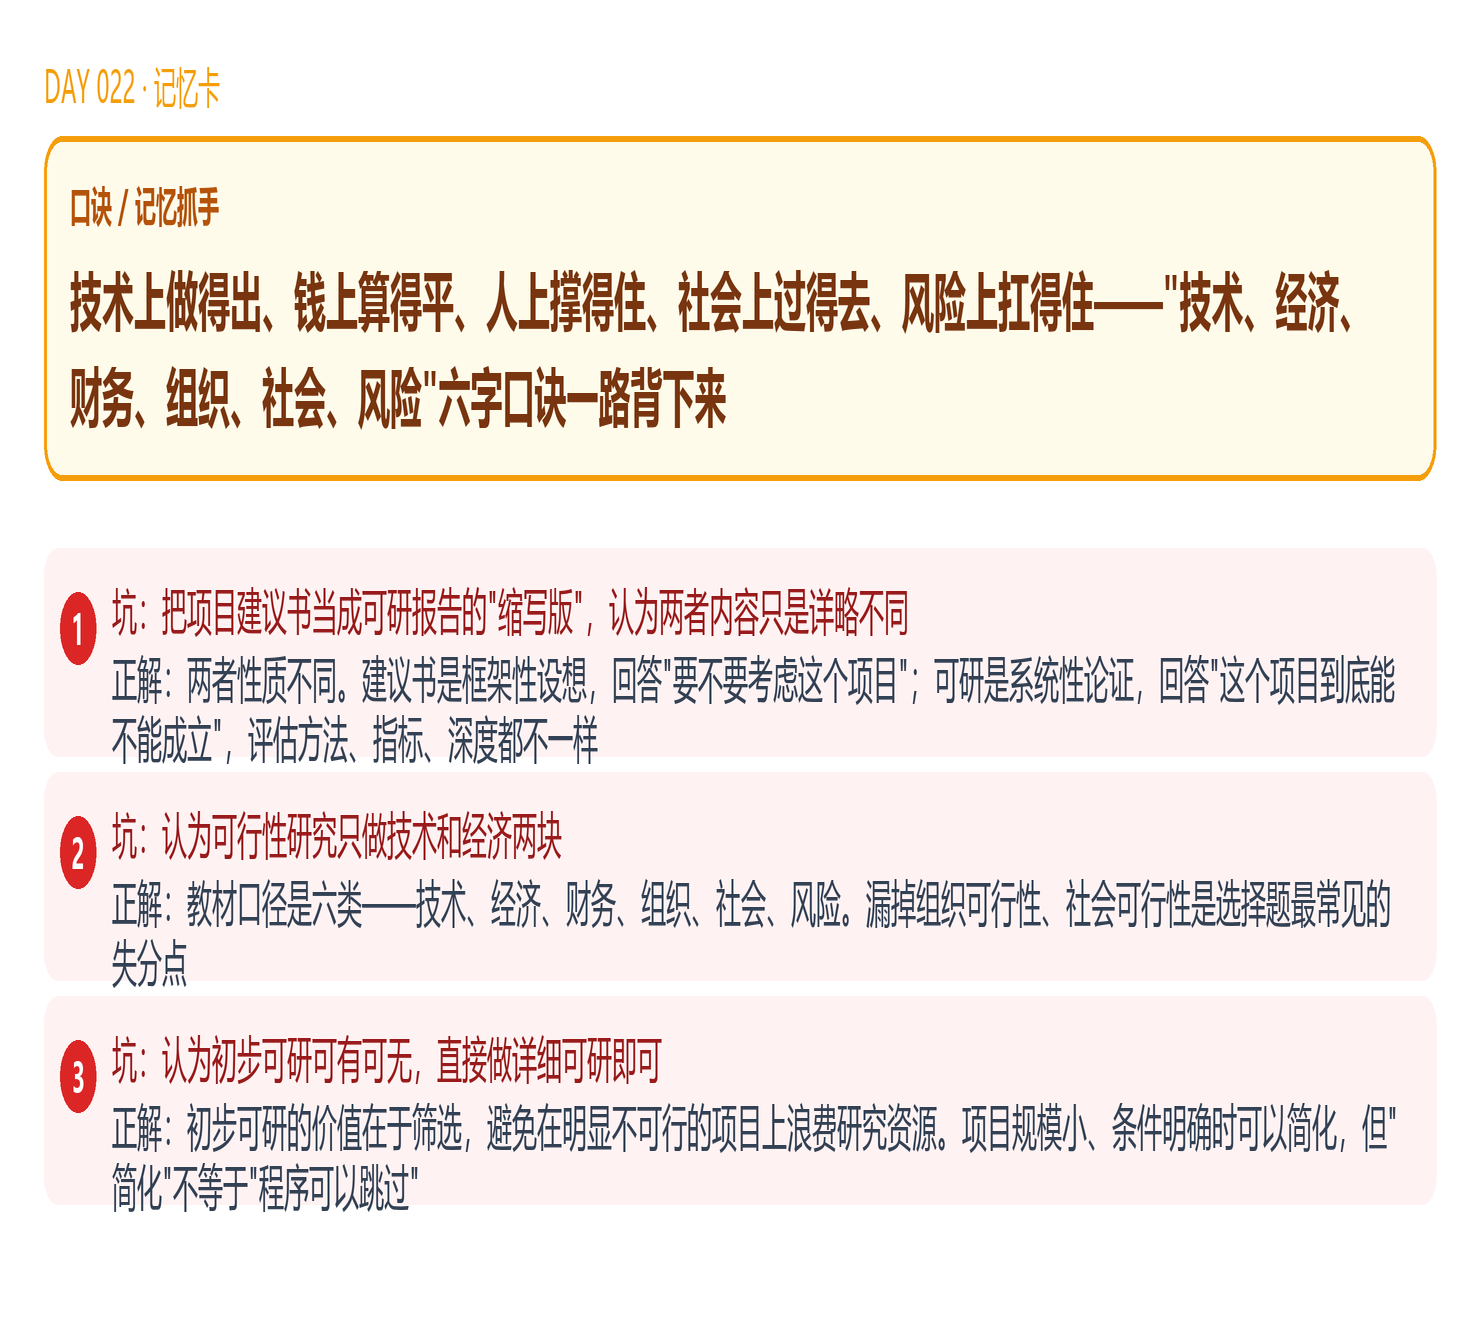 DAY 022 · 记忆卡
口诀 / 记忆抓手
技术上做得出、钱上算得平、人上撑得住、社会上过得去、风险上扛得住——"技术、经济、
财务、组织、社会、风险"六字口诀一路背下来
1
坑：把项目建议书当成可研报告的"缩写版"，认为两者内容只是详略不同
正解：两者性质不同。建议书是框架性设想，回答"要不要考虑这个项目"；可研是系统性论证，回答"这个项目到底能
不能成立"，评估方法、指标、深度都不一样
2
坑：认为可行性研究只做技术和经济两块
正解：教材口径是六类——技术、经济、财务、组织、社会、风险。漏掉组织可行性、社会可行性是选择题最常见的
失分点
3
坑：认为初步可研可有可无，直接做详细可研即可
正解：初步可研的价值在于筛选，避免在明显不可行的项目上浪费研究资源。项目规模小、条件明确时可以简化，但"
简化"不等于"程序可以跳过"